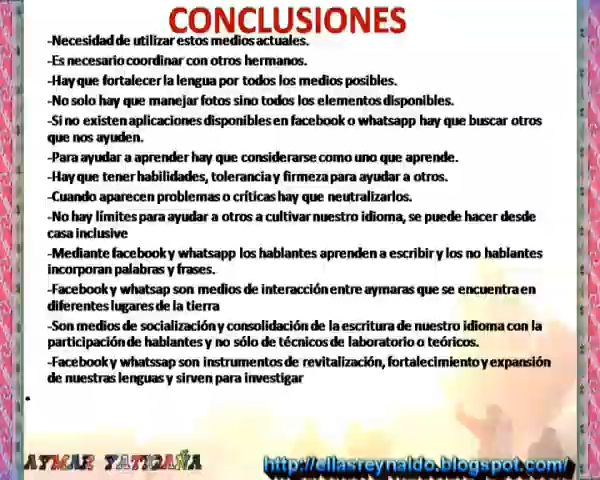 CONCLUSIONES
-Necesidad de utilizar estos medios actuales.
-Es necesario coordinar con otros hermanos.
-Hay que fortalecer la lengua por todos los medios posibles.
-No solo hay que manejar fotos sino todos los elementos disponibles.
-Si no existen aplicaciones disponibles en facebook o whatsapp hay que buscar otros
que nos ayuden.
-Para ayudar a aprender hay que considerarse como uno que aprende.
-Hay que tener habilidades, tolerancia y firmeza para ayudar a otros.
-Cuando aparecen problemas o críticas hay que neutralizarlos.
-No hay límites para ayudar a otros a cultivar nuestro idioma, se puede hacer desde
casa inclusive
-Mediante facebook y whatsapp los hablantes aprenden a escribir y los no hablantes
incorporan palabras y frases.
-Facebook y whatsap son medios de interacción entre aymaras que se encuentra en
diferentes lugares de la tierra
-Son medios de socialización y consolidación de la escritura de nuestro idioma con la
participación de hablantes y no sólo de técnicos de laboratorio o teóricos.
-Facebook y whatssap son instrumentos de revitalización, fortalecimiento y expansión
de nuestras lenguas y sirven para investigar
AYMAR YATIQAÑA
http://eliasreynaldo.blogspot.com/